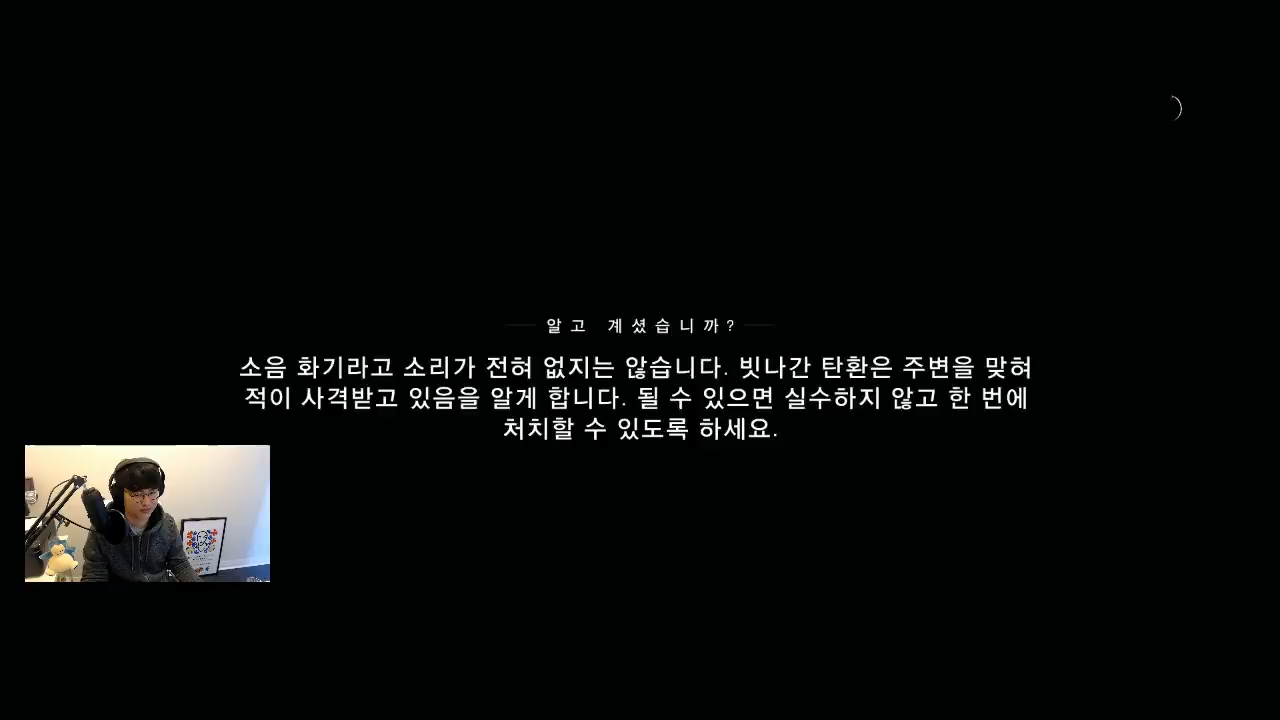 알고 계셨습니까?
소음 화기라고 소리가 전혀 없지는 않습니다. 빗나간 탄환은 주변을 맞혀
적이 사격받고 있음을 알게 합니다. 될 수 있으면 실수하지 않고 한 번에
처치할 수 있도록 하세요.